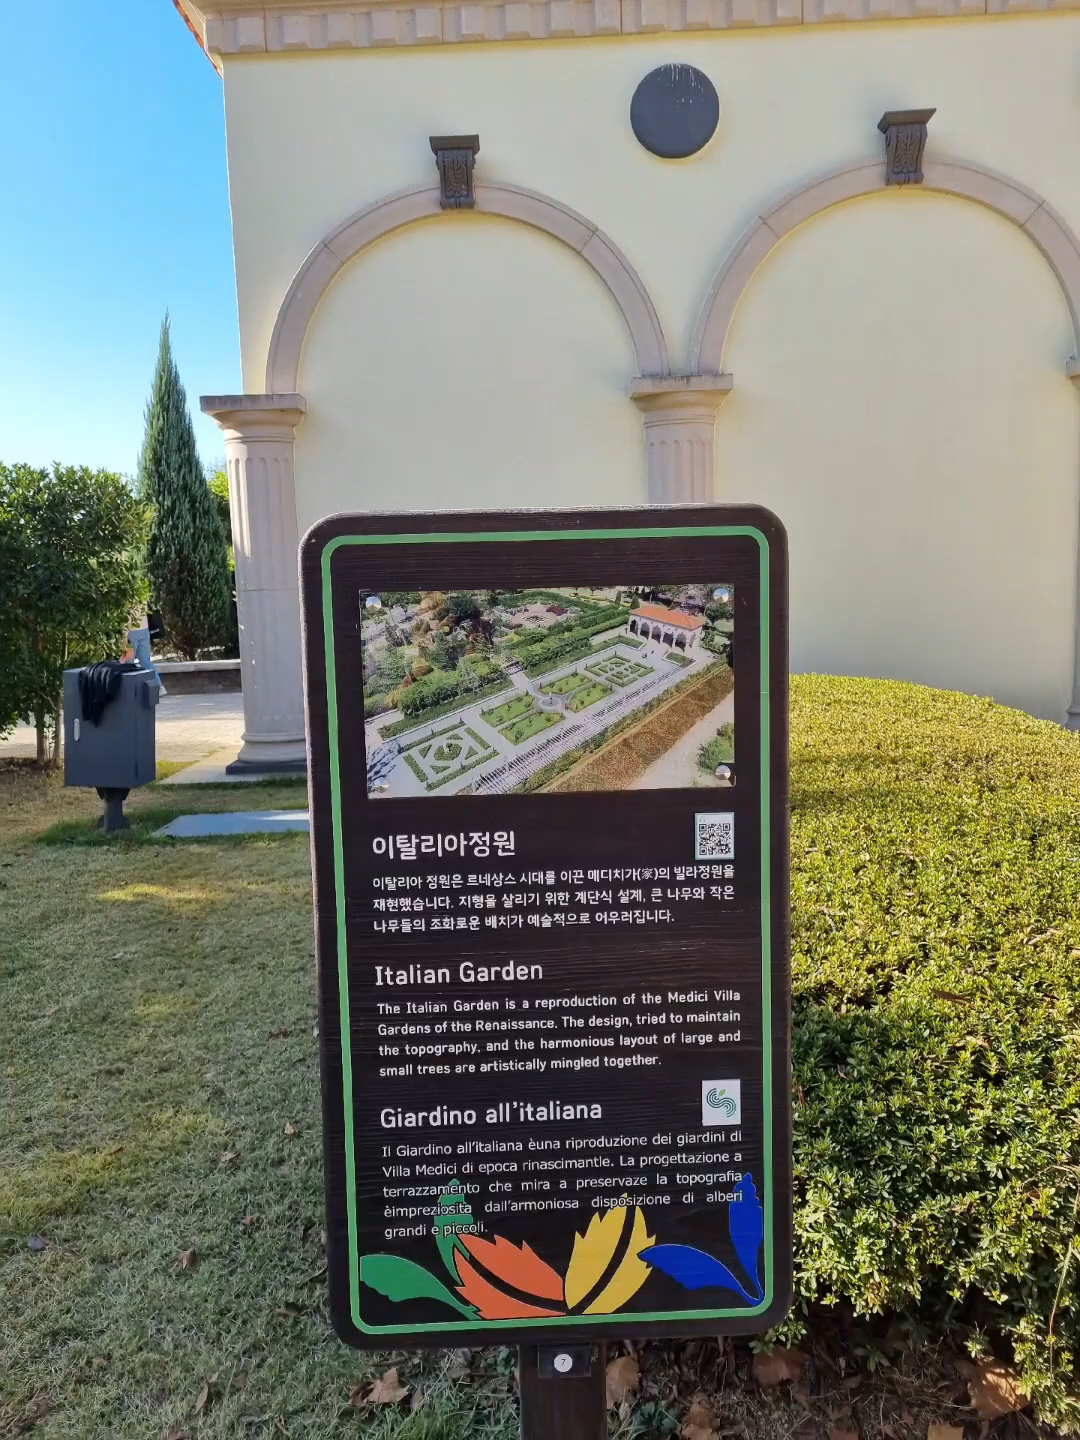 이탈리아정원
이탈리아 정원은 르네상스 시대를 이끈 메디치가(家)의 빌라정원을
재현했습니다. 지형을 살리기 위한 계단식 설계, 큰 나무와 작은
나무들의 조화로운 배치가 예술적으로 어우러집니다.
Italian Garden
The Italian Garden is a reproduction of the Medici Villa
Gardens of the Renaissance. The design, tried to maintain
the topography, and the harmonious layout of large and
small trees are artistically mingled together.
Giardino all'italiana
Il Giardino all'italiana èuna riproduzione dei giardini di
Villa Medici di epoca rinascimantle. La progettazione a
terrazzamento che mira a preservaze la topografia
èimpreziosita dall'armoniosa disposizione di alberi
grandi e piccoli.
7